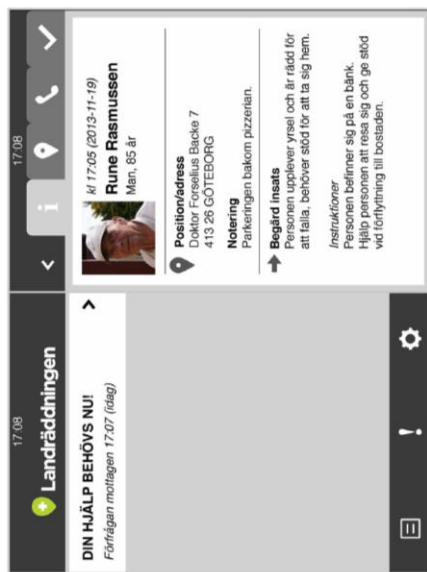 17:08
Landräddningen
DIN HJÄLP BEHÖVS NU!
Förfrågan mottagen 17:07 (idag)
17:08
kl 17:05 (2013-11-19)
Rune Rasmussen
Man, 85 år
Position/adress
Doktor Forselius Backe 7
413 26 GÖTEBORG
Notering
Parkeringen bakom pizzerian.
Begärd insats
Personen upplever yrsel och är rädd för
att falla, behöver stöd för att ta sig hem.
Instruktioner
Personen befinner sig på en bänk.
Hjälp personen att resa sig och ge stöd
vid förflyttning till bostaden.